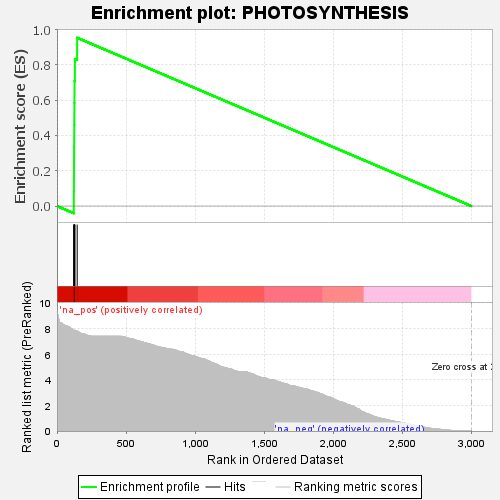 Enrichment plot: PHOTOSYNTHESIS
Enrichment score (ES)
1.0
0.8
0.6
0.4
0.2
0.0
'na_pos' (positively correlated)
Ranked list metric (PreRanked)
10
8
6
4
2
0
Zero cross at
'na_neg' (negatively correlated)
0 500 1,000 1,500 2,000 2,500 3,000
Rank in Ordered Dataset
Enrichment profile Hits Ranking metric scores